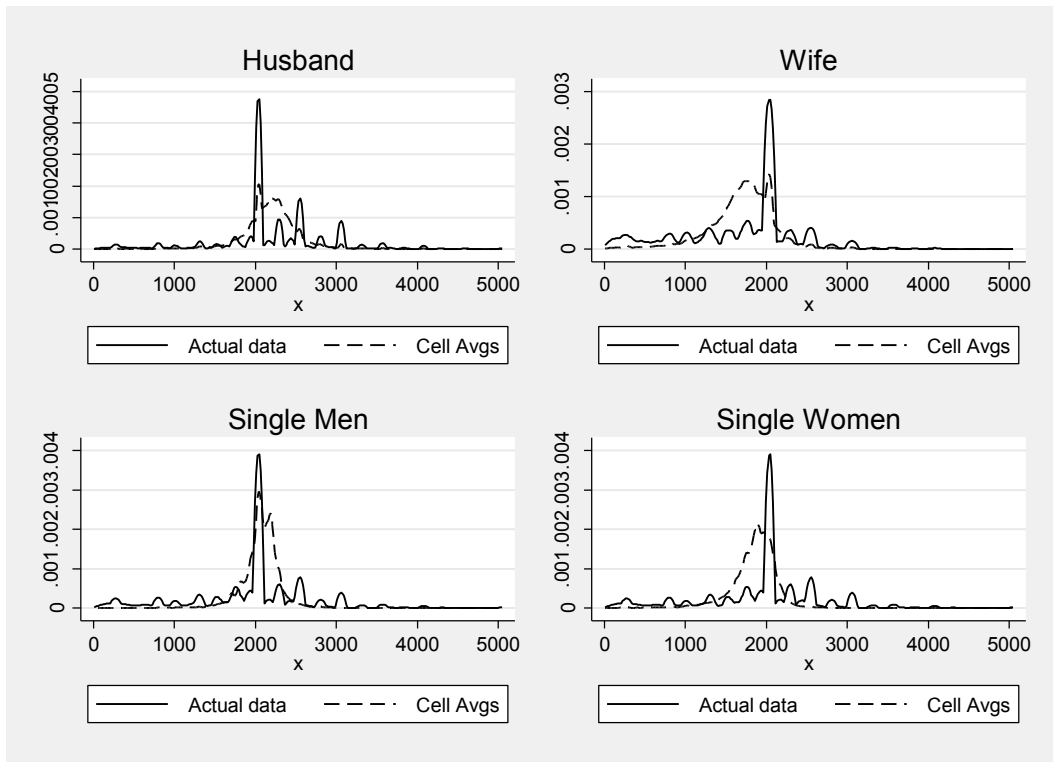 Husband
0 .001002003004005
0 1000 2000 3000 4000 5000
x
Actual data Cell Avgs
Wife
0 .001 .002 .003
0 1000 2000 3000 4000 5000
x
Actual data Cell Avgs
Single Men
0 .001.002.003.004
0 1000 2000 3000 4000 5000
x
Actual data Cell Avgs
Single Women
0 .001.002.003.004
0 1000 2000 3000 4000 5000
x
Actual data Cell Avgs